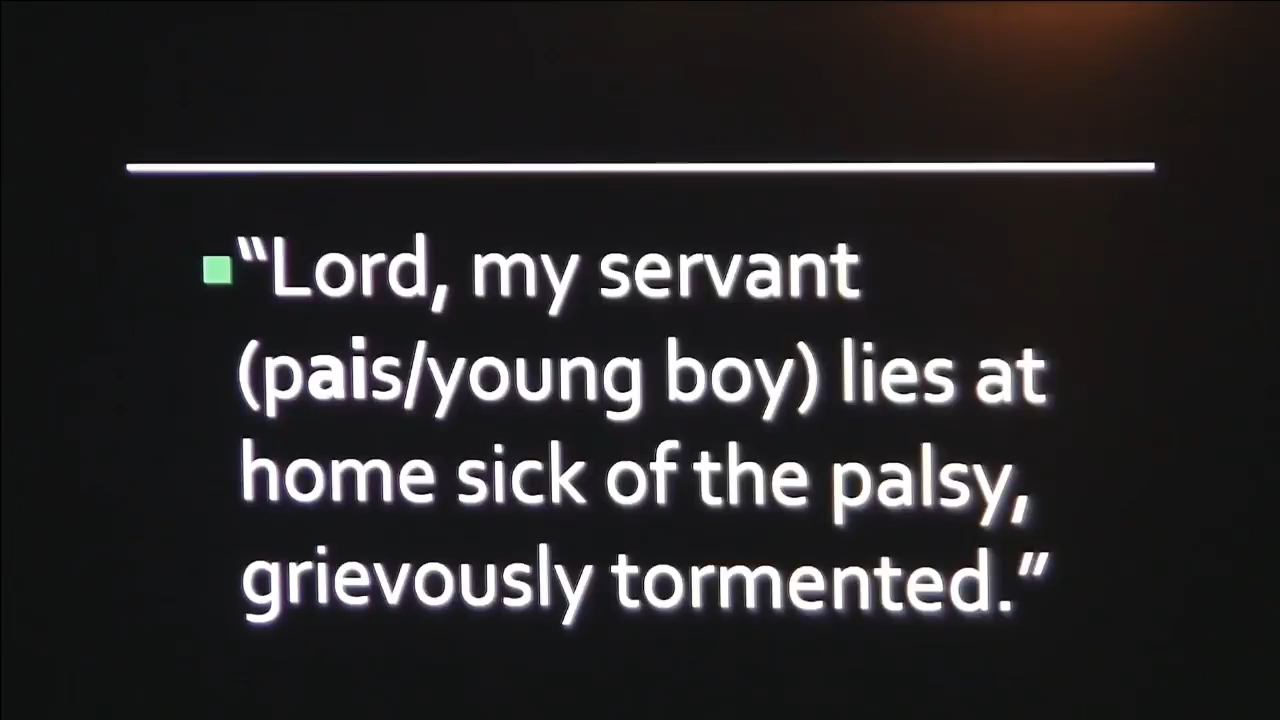 “Lord, my servant
(pais/young boy) lies at
home sick of the palsy,
grievously tormented.”